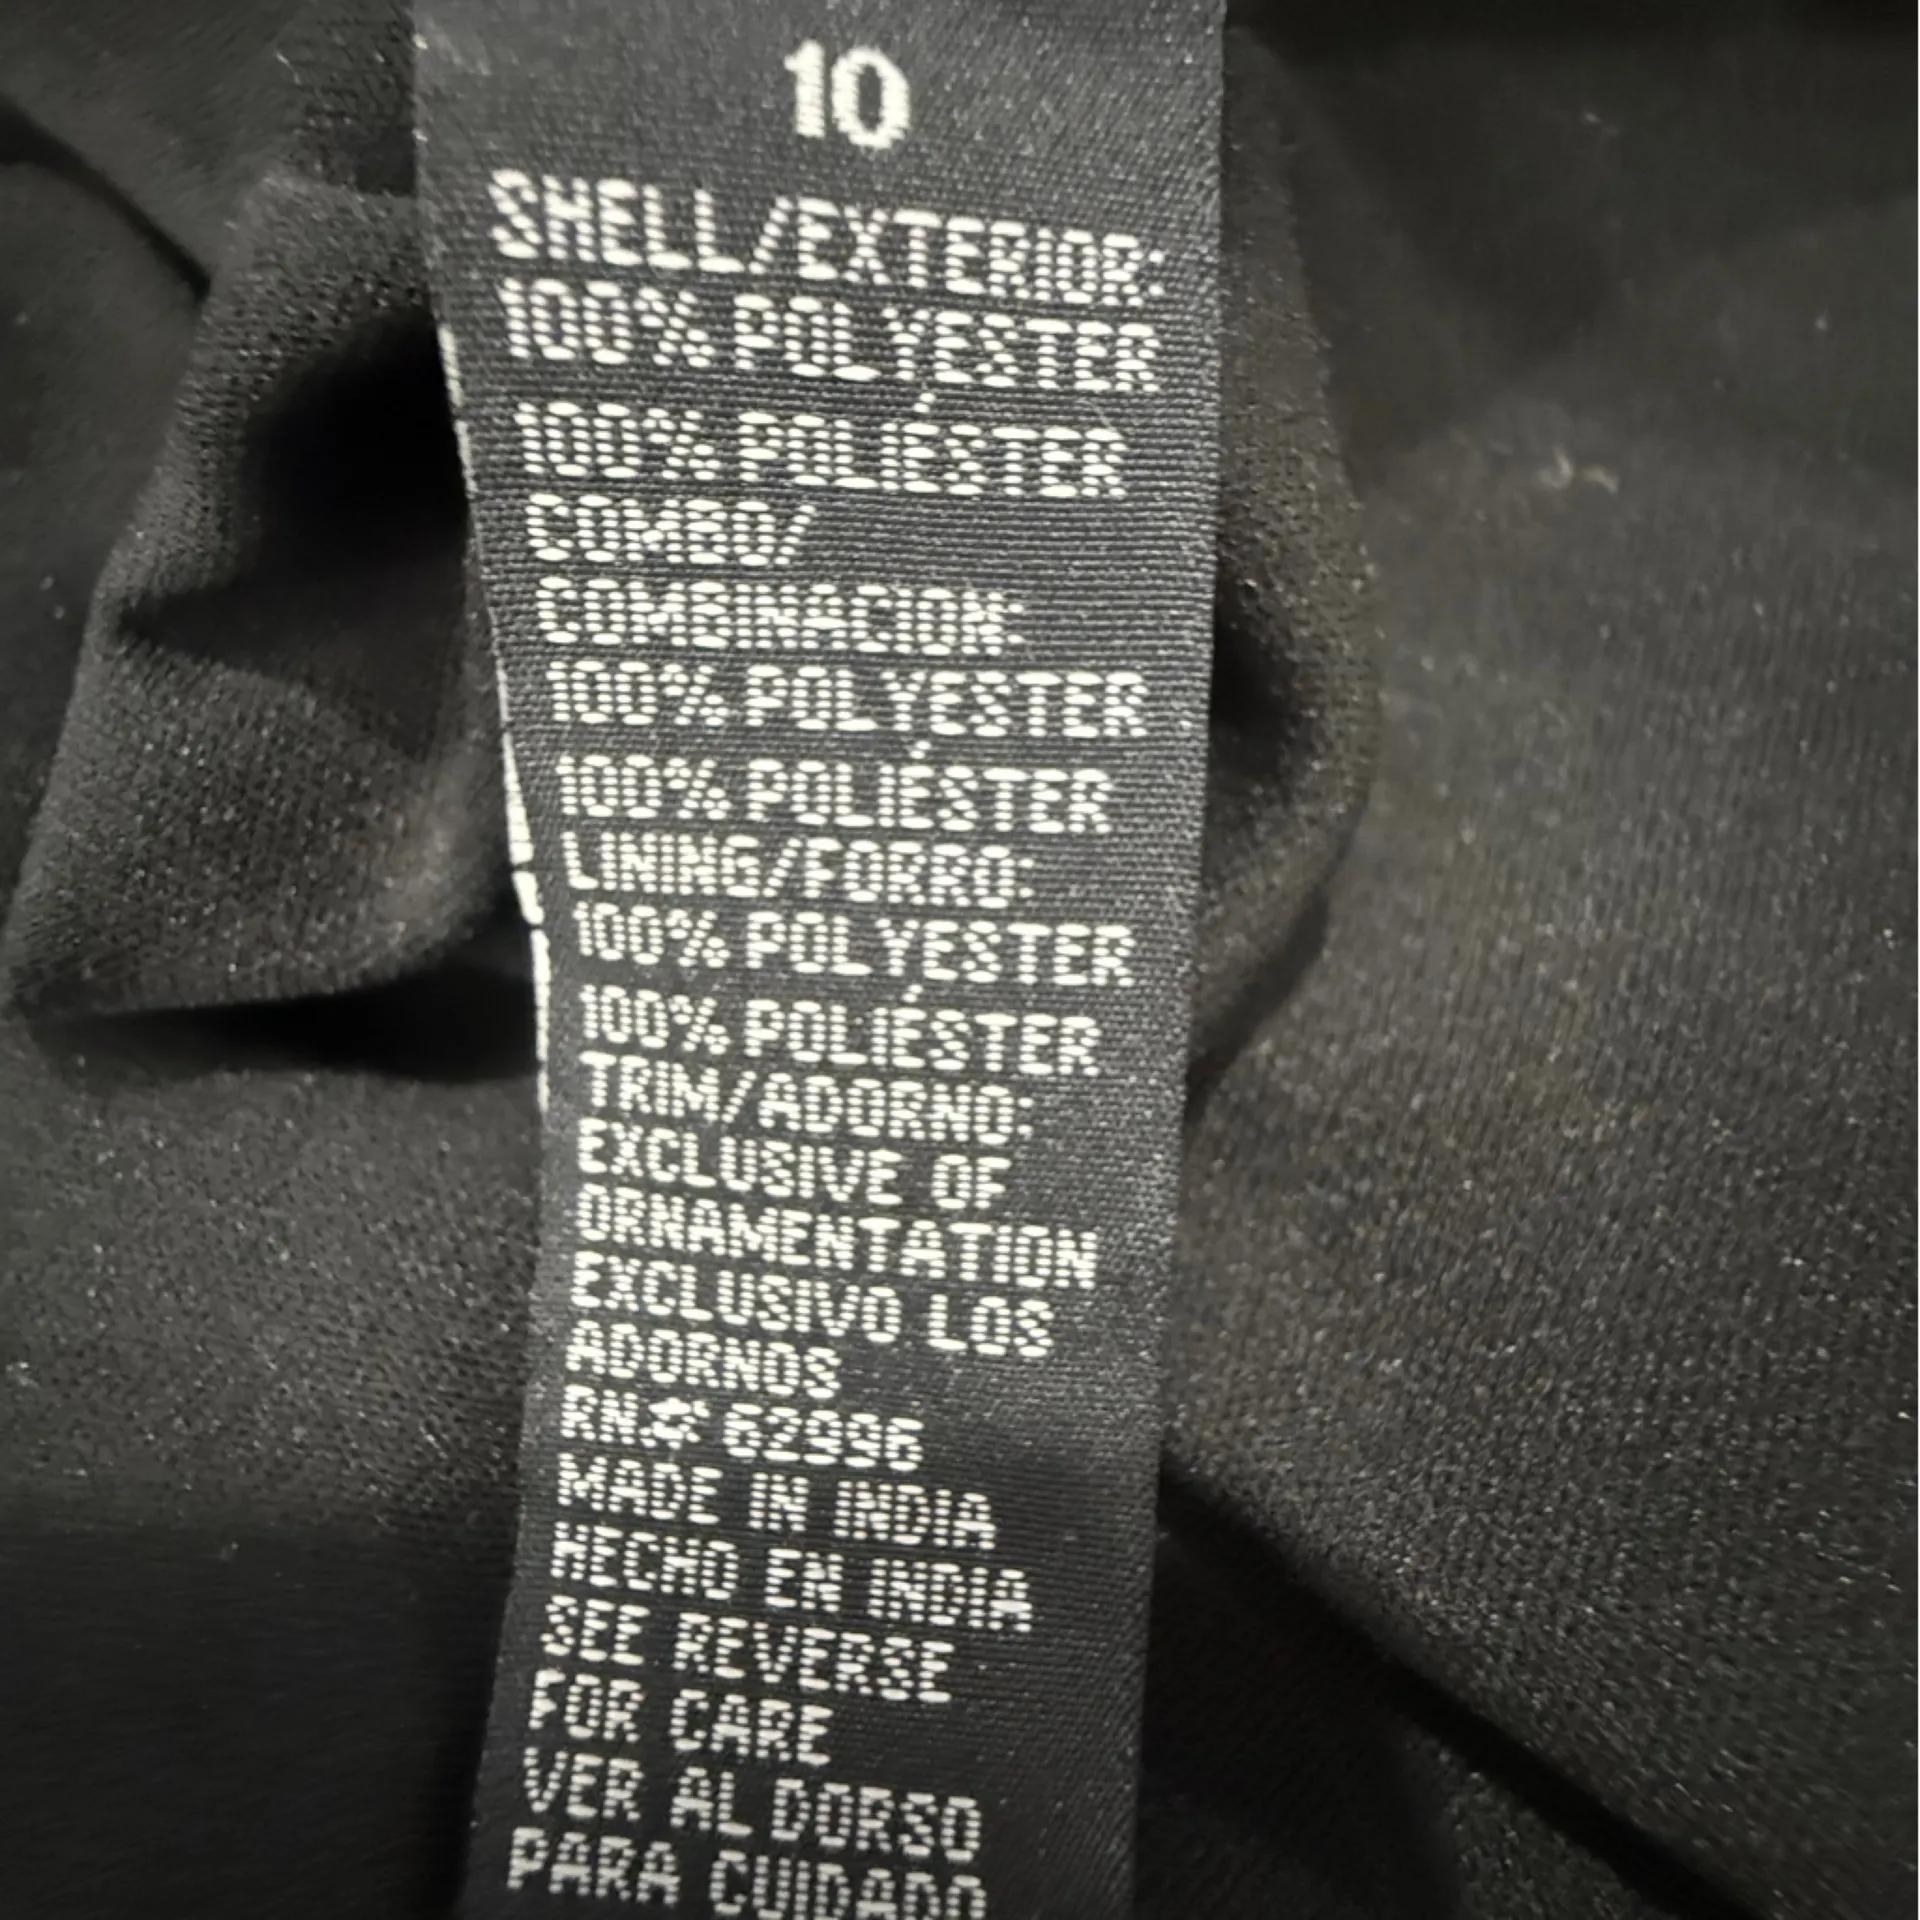 10
SHELL/EXTERIOR:
100% POLYESTER
100% POLIÉSTER
COMBO/
COMBINACION:
100% POLYESTER
100% POLIÉSTER
LINING/FORRO:
100% POLYESTER
100% POLIÉSTER
TRIM/ADORNO:
EXCLUSIVE OF
ORNAMENTATION
EXCLUSIVO LOS
ADORNOS
RN# 62996
MADE IN INDIA
HECHO EN INDIA
SEE REVERSE
FOR CARE
VER AL DORSO
PARA CUIDADO